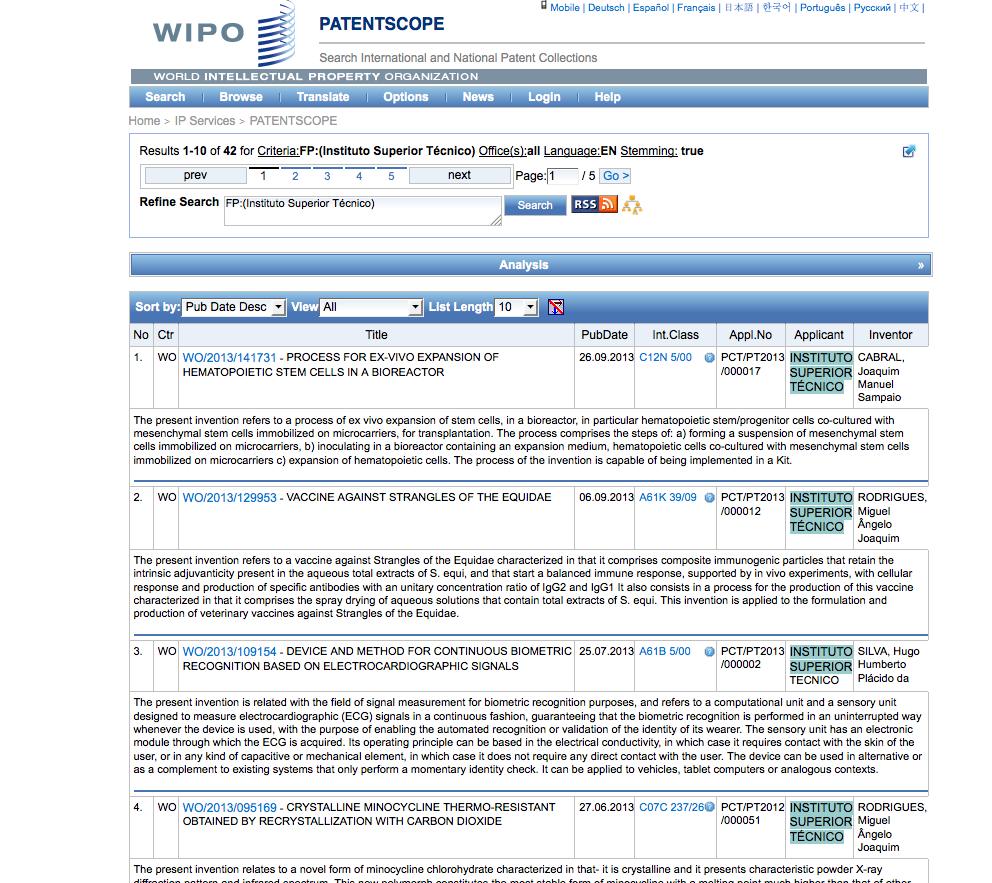 Mobile | Deutsch | Español | Français | 日本語 | 한국어 | Português | Русский | 中文 |
WIPO
PATENTSCOPE
Search International and National Patent Collections
WORLD INTELLECTUAL PROPERTY ORGANIZATION
Search Browse Translate Options News Login Help
Home > IP Services > PATENTSCOPE
Results 1-10 of 42 for Criteria:FP:(Instituto Superior Técnico) Office(s):all Language:EN Stemming: true
prev 1 2 3 4 5 next Page: 1 / 5 Go >
Refine Search FP:(Instituto Superior Técnico) Search RSS
Analysis »
Sort by: Pub Date Desc View All List Length 10
No Ctr Title PubDate Int.Class Appl.No Applicant Inventor
1. WO WO/2013/141731 - PROCESS FOR EX-VIVO EXPANSION OF 26.09.2013 C12N 5/00 PCT/PT2013 INSTITUTO CABRAL,
HEMATOPOIETIC STEM CELLS IN A BIOREACTOR /000017 SUPERIOR Joaquim
TÉCNICO Manuel
Sampaio
The present invention refers to a process of ex vivo expansion of stem cells, in a bioreactor, in particular hematopoietic stem/progenitor cells co-cultured with
mesenchymal stem cells immobilized on microcarriers, for transplantation. The process comprises the steps of: a) forming a suspension of mesenchymal stem
cells immobilized on microcarriers, b) inoculating in a bioreactor containing an expansion medium, hematopoietic cells co-cultured with mesenchymal stem cells
immobilized on microcarriers c) expansion of hematopoietic cells. The process of the invention is capable of being implemented in a Kit.
2. WO WO/2013/129953 - VACCINE AGAINST STRANGLES OF THE EQUIDAE 06.09.2013 A61K 39/09 PCT/PT2013 INSTITUTO RODRIGUES,
/000012 SUPERIOR Miguel
TÉCNICO Ângelo
Joaquim
The present invention refers to a vaccine against Strangles of the Equidae characterized in that it comprises composite immunogenic particles that retain the
intrinsic adjuvanticity present in the aqueous total extracts of S. equi, and that start a balanced immune response, supported by in vivo experiments, with cellular
response and production of specific antibodies with an unitary concentration ratio of IgG2 and IgG1 It also consists in a process for the production of this vaccine
characterized in that it comprises the spray drying of aqueous solutions that contain total extracts of S. equi. This invention is applied to the formulation and
production of veterinary vaccines against Strangles of the Equidae.
3. WO WO/2013/109154 - DEVICE AND METHOD FOR CONTINUOUS BIOMETRIC 25.07.2013 A61B 5/00 PCT/PT2013 INSTITUTO SILVA, Hugo
RECOGNITION BASED ON ELECTROCARDIOGRAPHIC SIGNALS /000002 SUPERIOR Humberto
TECNICO Plácido da
The present invention is related with the field of signal measurement for biometric recognition purposes, and refers to a computational unit and a sensory unit
designed to measure electrocardiographic (ECG) signals in a continuous fashion, guaranteeing that the biometric recognition is performed in an uninterrupted way
whenever the device is used, with the purpose of enabling the automated recognition or validation of the identity of its wearer. The sensory unit has an electronic
module through which the ECG is acquired. Its operating principle can be based in the electrical conductivity, in which case it requires contact with the skin of the
user, or in any kind of capacitive or mechanical element, in which case it does not require any direct contact with the user. The device can be used in alternative or
as a complement to existing systems that only perform a momentary identity check. It can be applied to vehicles, tablet computers or analogous contexts.
4. WO WO/2013/095169 - CRYSTALLINE MINOCYCLINE THERMO-RESISTANT 27.06.2013 C07C 237/26 PCT/PT2012 INSTITUTO RODRIGUES,
OBTAINED BY RECRYSTALLIZATION WITH CARBON DIOXIDE /000051 SUPERIOR Miguel
TÉCNICO Ângelo
Joaquim
The present invention relates to a novel form of minocycline chlorohydrate characterized in that- it is crystalline and it presents characteristic powder X-ray
diffraction pattern and infrared spectrum. This new polymorph constitutes the most stable form of minocycline with a melting point much higher than that of other